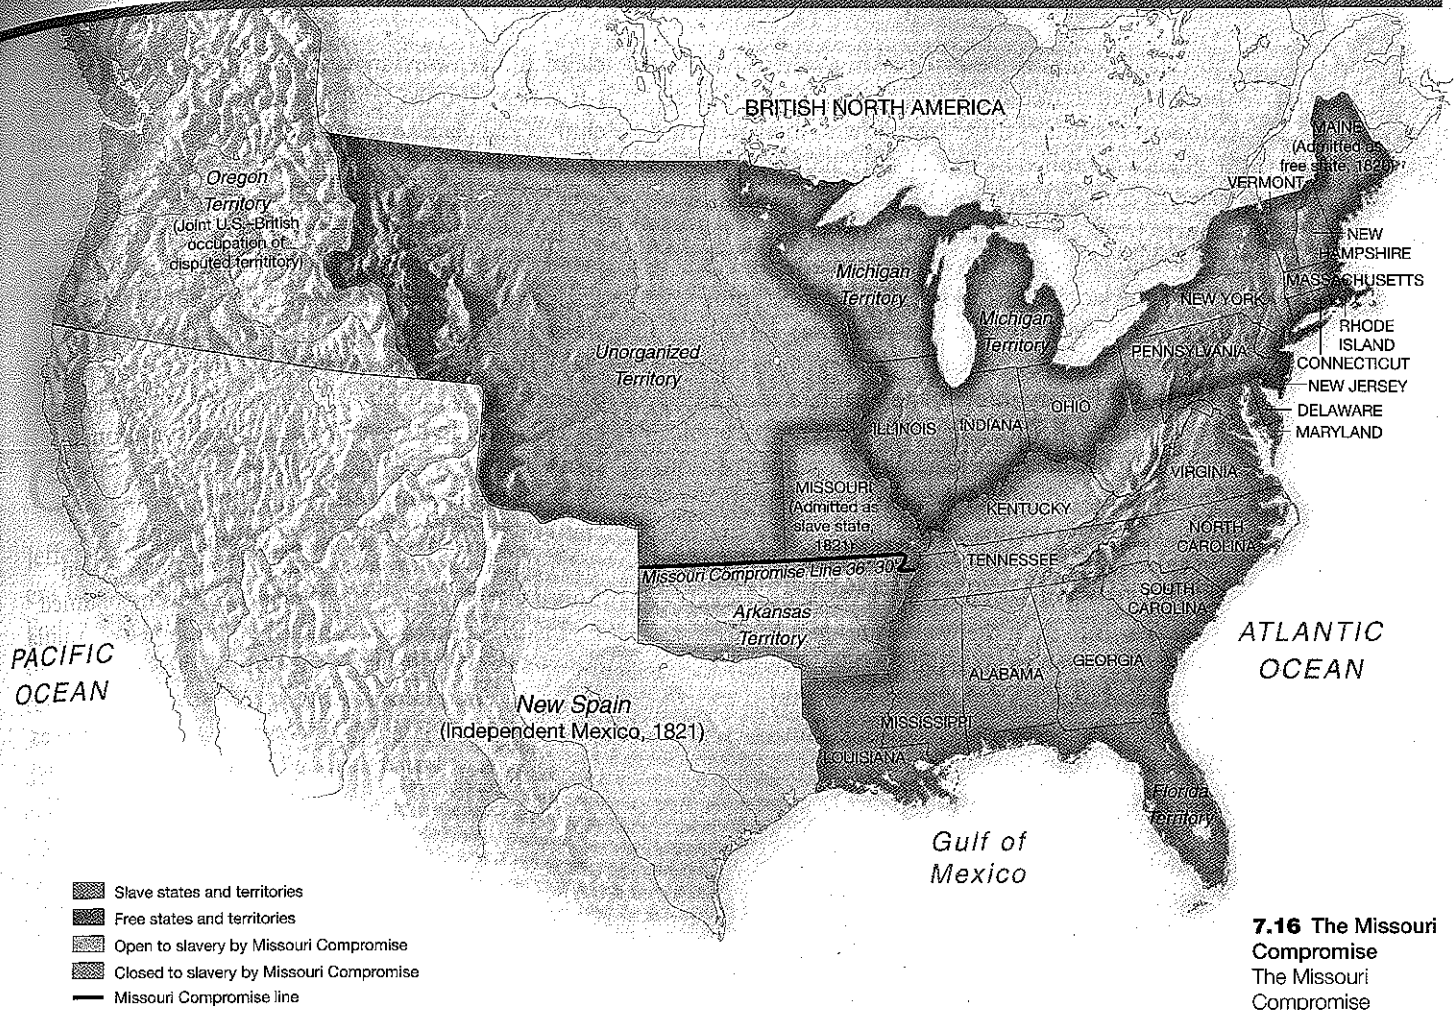 BRITISH NORTH AMERICA
MAINE
(Admitted as
free state, 1820)
VERMONT
Oregon
Territory
(Joint U.S.–British
occupation of
disputed terrítory)
NEW
HAMPSHIRE
MASSACHUSETTS
Michigan
Territory
NEW YORK
Michigan
Territory
RHODE
ISLAND
CONNECTICUT
PENNSYLVANIA
Unorganized
Territory
NEW JERSEY
DELAWARE
MARYLAND
OHIO
ILLINOIS
INDIANA
VIRGINIA
MISSOURI
(Admitted as
slave state,
1821)
KENTUCKY
NORTH
CAROLINA
TENNESSEE
Missouri Compromise Line 36° 30'
SOUTH
CAROLINA
Arkansas
Territory
ATLANTIC
OCEAN
PACIFIC
OCEAN
GEORGIA
ALABAMA
New Spain
(Independent Mexico, 1821)
MISSISSIPPI
LOUISIANA
Florida
Territory
Gulf of
Mexico
Slave states and territories
Free states and territories
Open to slavery by Missouri Compromise
Closed to slavery by Missouri Compromise
Missouri Compromise line
7.16 The Missouri
Compromise
The Missouri
Compromise